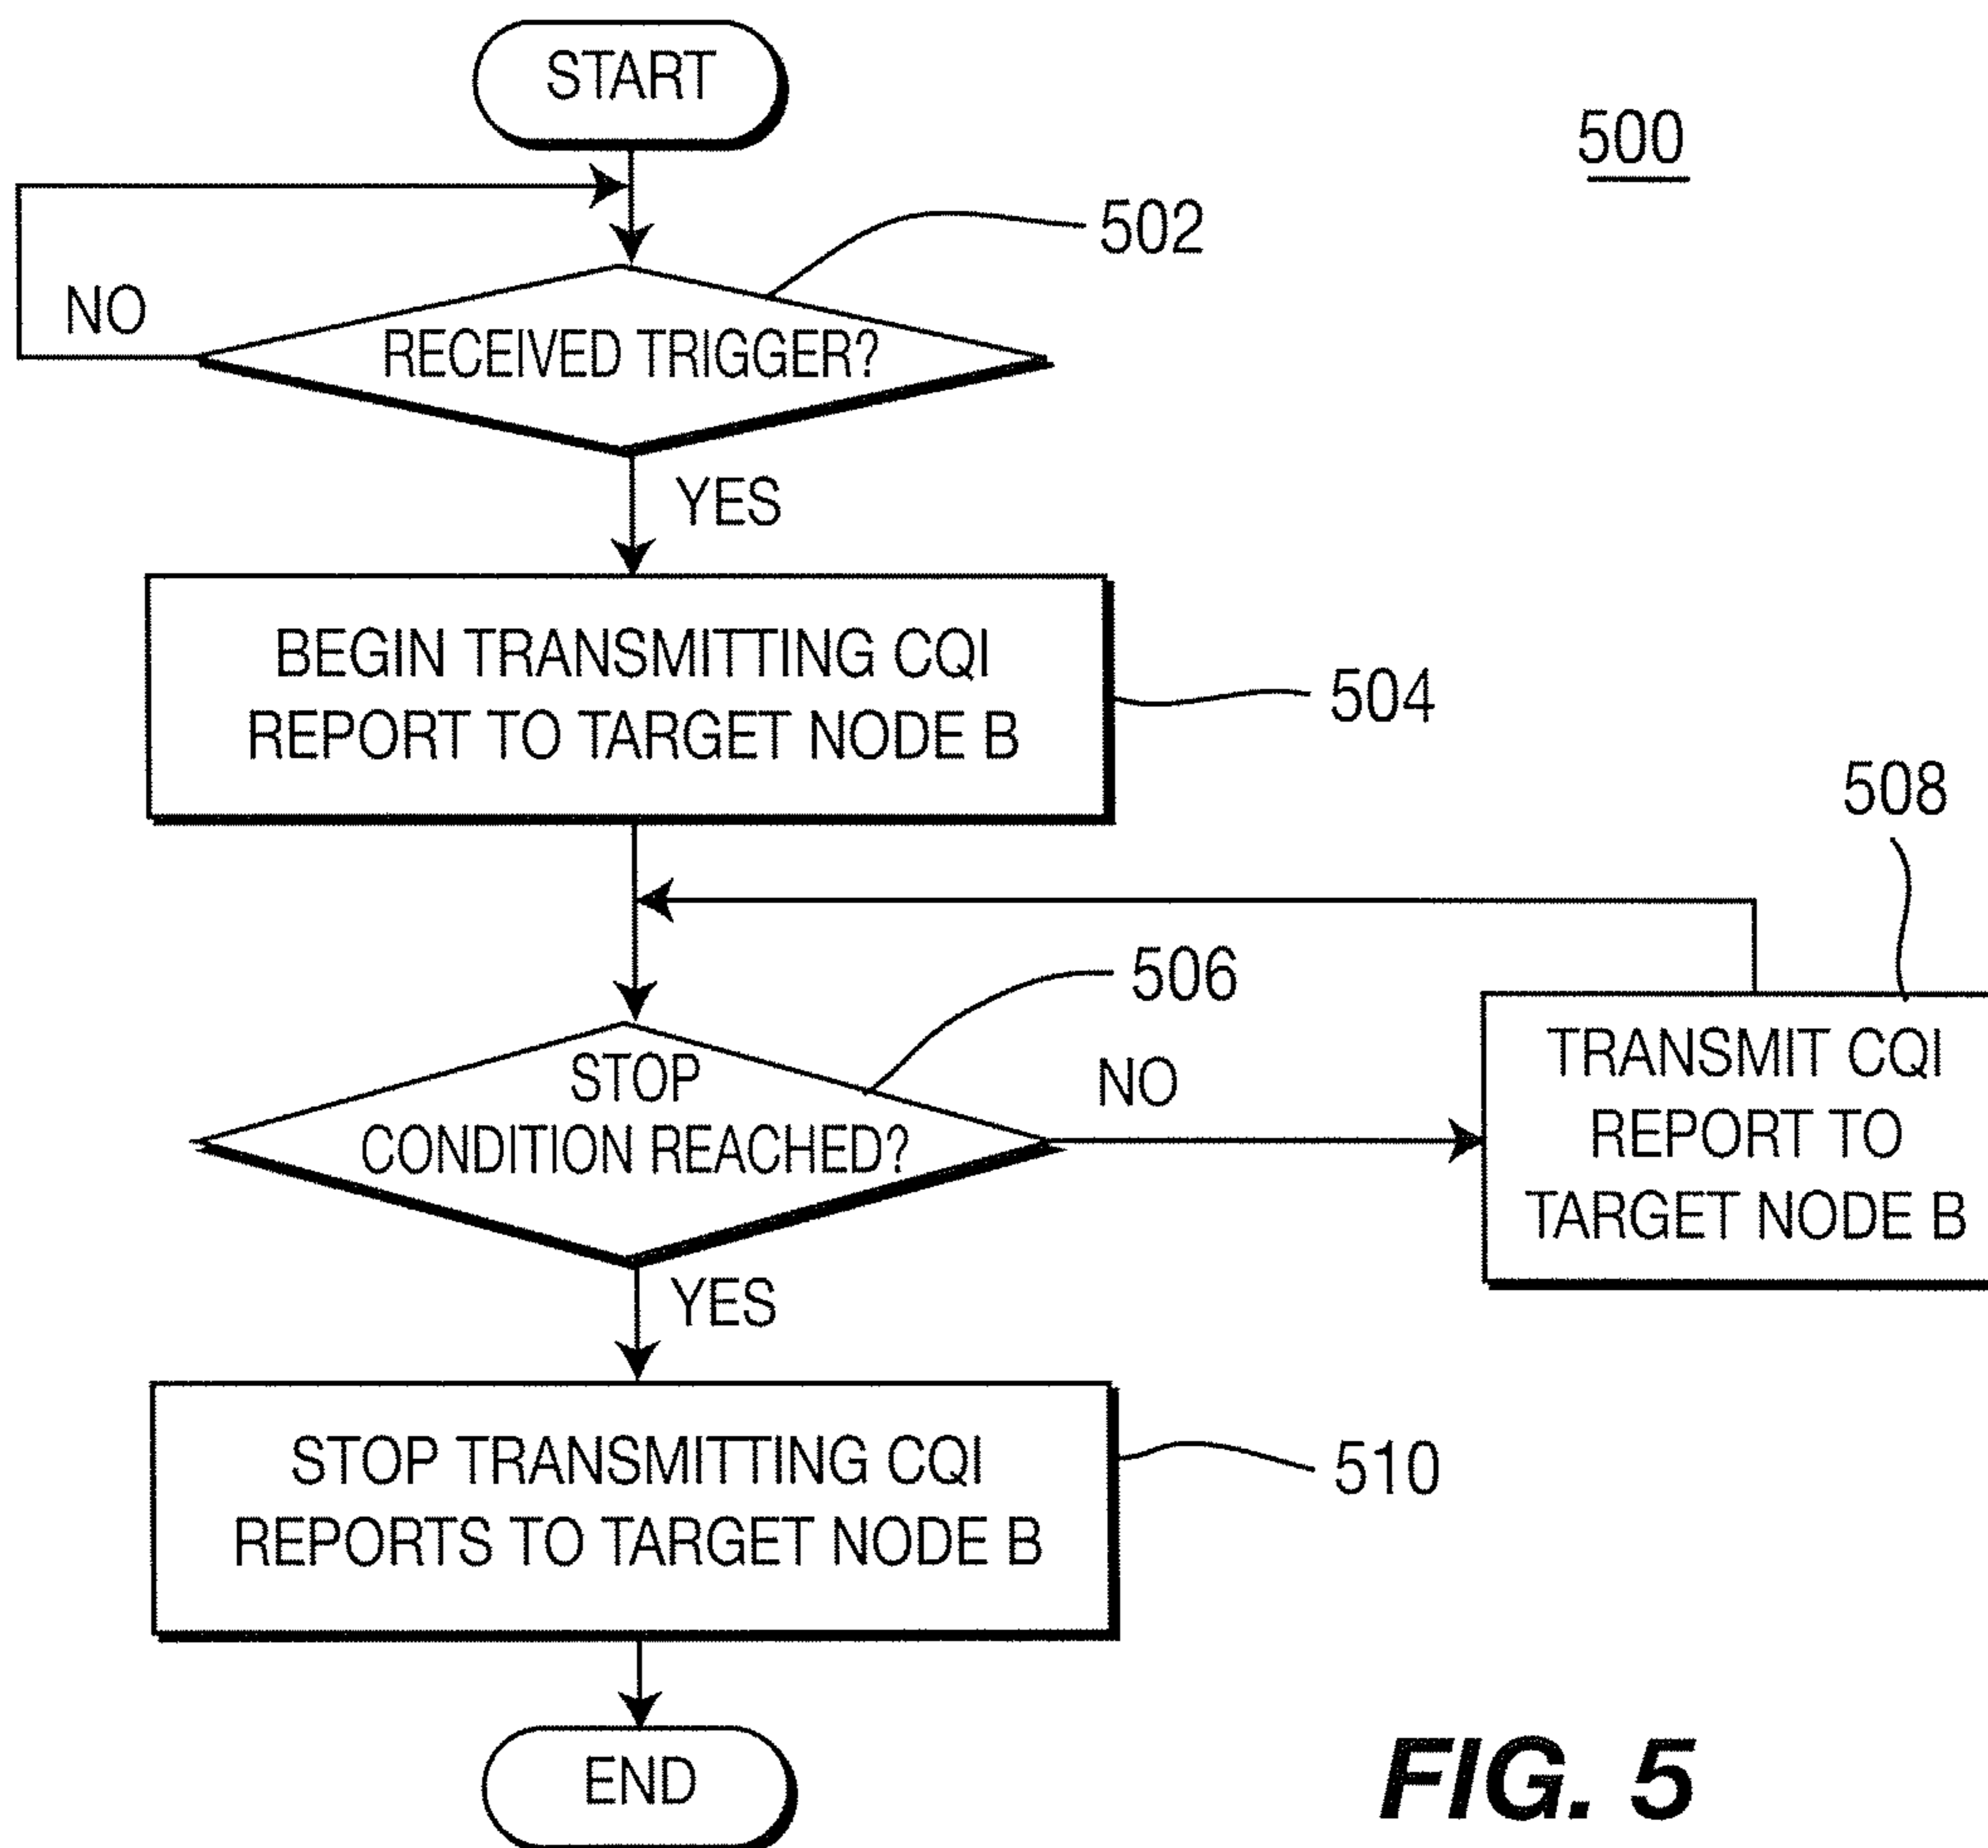 START
500
502
NO
RECEIVED TRIGGER?
YES
BEGIN TRANSMITTING CQI
REPORT TO TARGET NODE B
504
508
506
STOP
CONDITION REACHED?
NO
TRANSMIT CQI
REPORT TO
TARGET NODE B
YES
STOP TRANSMITTING CQI
REPORTS TO TARGET NODE B
510
END
FIG. 5